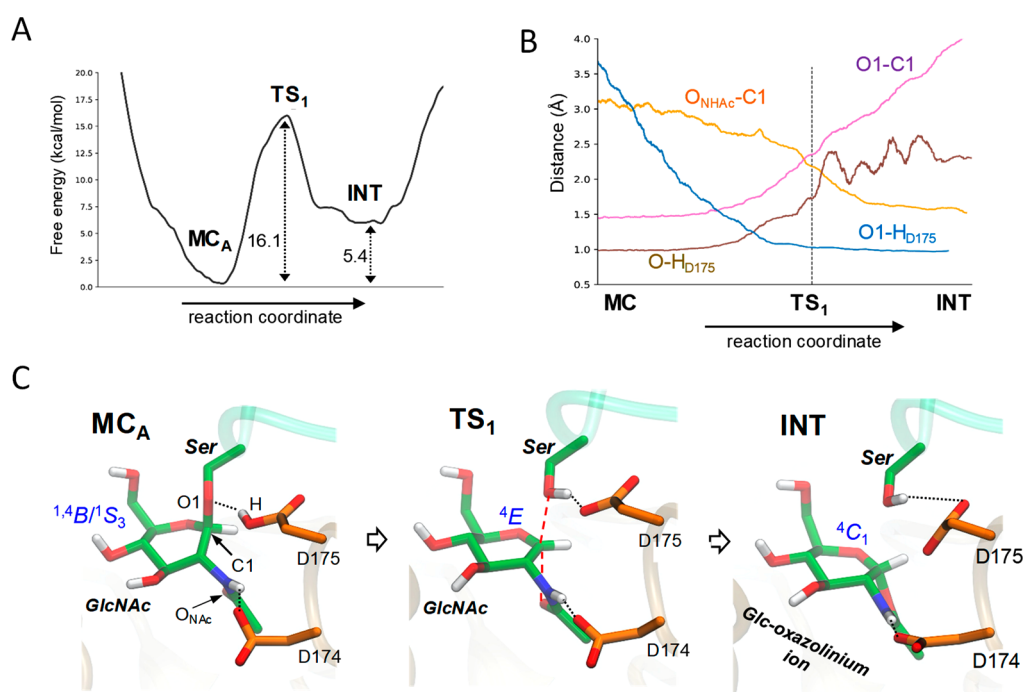 A
Free energy (kcal/mol)
20.0
17.5
15.0
12.5
10.0
7.5
5.0
2.5
0.0
TS1
INT
MCA
16.1
5.4
reaction coordinate
B
Distance (Å)
4.0
3.5
3.0
2.5
2.0
1.5
1.0
0.5
O1-C1
ONHAc-C1
O1-HD175
O-HD175
MC
TS1
INT
reaction coordinate
C
MCA
Ser
O1
H
1,4B/1S3
D175
C1
GlcNAc
ONAc
D174
TS1
Ser
4E
D175
GlcNAc
D174
INT
Ser
4C1
D175
Glc-oxazolinium
ion
D174